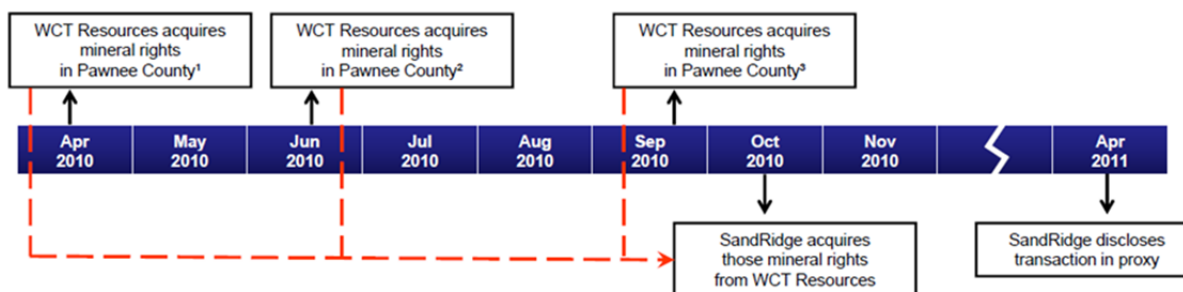 WCT Resources acquires
mineral rights
in Pawnee County¹
WCT Resources acquires
mineral rights
in Pawnee County²
WCT Resources acquires
mineral rights
in Pawnee County³
Apr
2010
May
2010
Jun
2010
Jul
2010
Aug
2010
Sep
2010
Oct
2010
Nov
2010
Apr
2011
SandRidge acquires
those mineral rights
from WCT Resources
SandRidge discloses
transaction in proxy